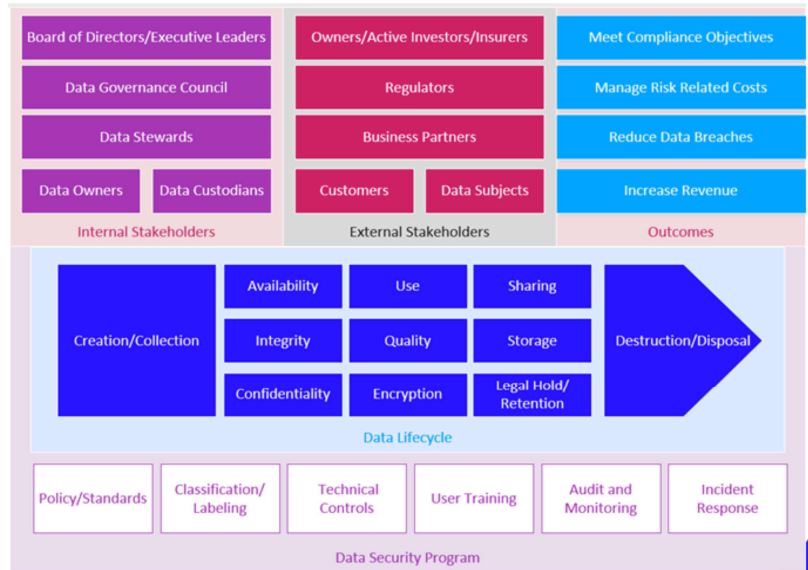 Board of Directors/Executive Leaders
Data Governance Council
Data Stewards
Data Owners
Data Custodians
Internal Stakeholders
Owners/Active Investors/Insurers
Regulators
Business Partners
Customers
Data Subjects
External Stakeholders
Meet Compliance Objectives
Manage Risk Related Costs
Reduce Data Breaches
Increase Revenue
Outcomes
Creation/Collection
Availability
Use
Sharing
Integrity
Quality
Storage
Confidentiality
Encryption
Legal Hold/
Retention
Destruction/Disposal
Data Lifecycle
Policy/Standards
Classification/
Labeling
Technical
Controls
User Training
Audit and
Monitoring
Incident
Response
Data Security Program